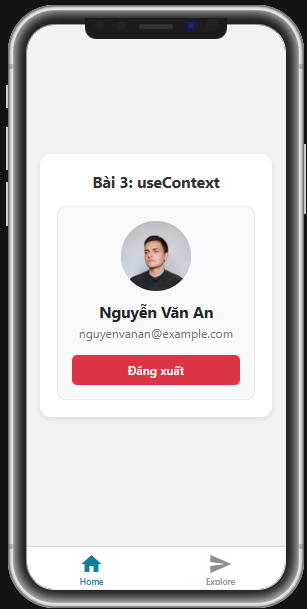 Bài 3: useContext
Nguyễn Văn An
nguyenvanan@example.com
Đăng xuất
Home
Explore